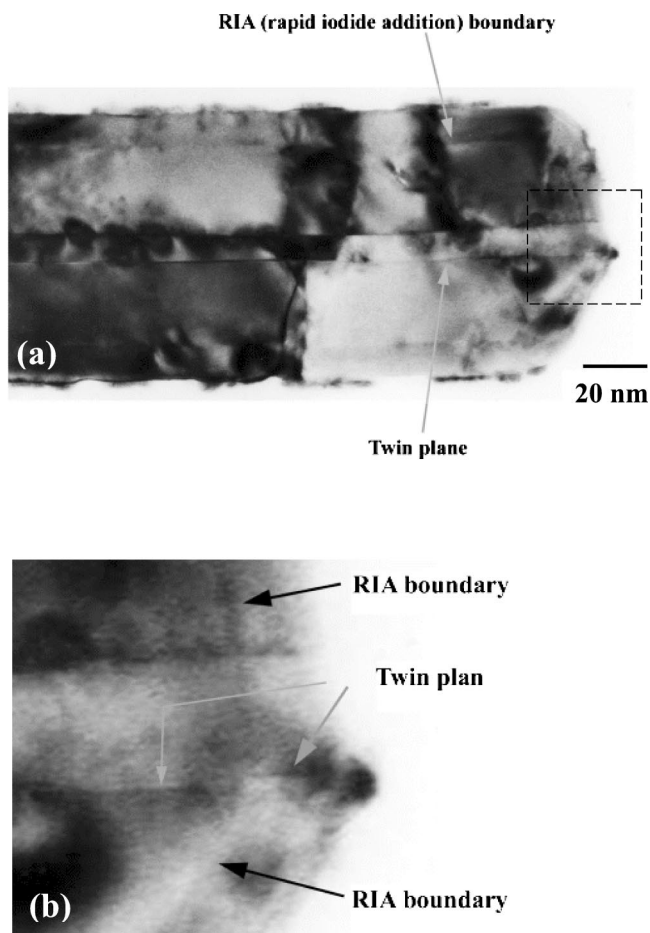 RIA (rapid iodide addition) boundary
(a)
20 nm
Twin plane
RIA boundary
Twin plan
(b)
RIA boundary